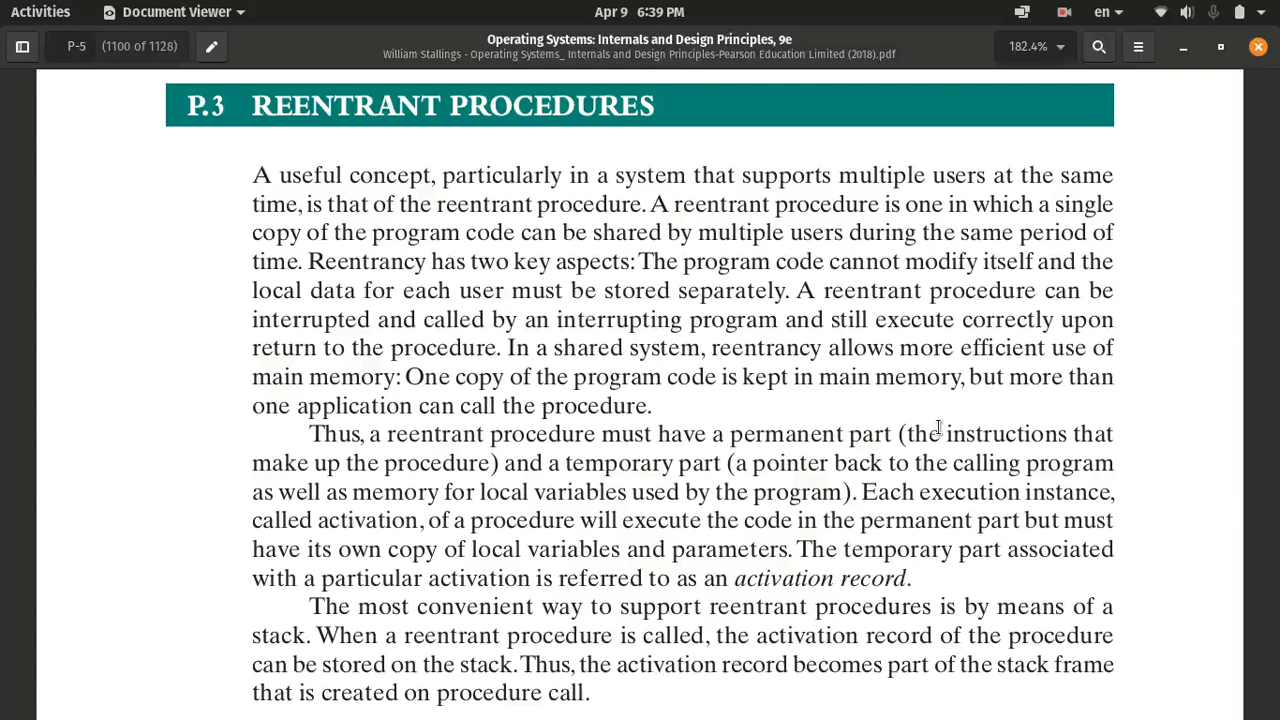 Activities
Document Viewer
Apr 9 6:39 PM
en
P-5
(1100 of 1128)
Operating Systems: Internals and Design Principles, 9e
William Stallings - Operating Systems_ Internals and Design Principles-Pearson Education Limited (2018).pdf
182.4%
P.3 REENTRANT PROCEDURES
A useful concept, particularly in a system that supports multiple users at the same
time, is that of the reentrant procedure. A reentrant procedure is one in which a single
copy of the program code can be shared by multiple users during the same period of
time. Reentrancy has two key aspects: The program code cannot modify itself and the
local data for each user must be stored separately. A reentrant procedure can be
interrupted and called by an interrupting program and still execute correctly upon
return to the procedure. In a shared system, reentrancy allows more efficient use of
main memory: One copy of the program code is kept in main memory, but more than
one application can call the procedure.
Thus, a reentrant procedure must have a permanent part (the instructions that
make up the procedure) and a temporary part (a pointer back to the calling program
as well as memory for local variables used by the program). Each execution instance,
called activation, of a procedure will execute the code in the permanent part but must
have its own copy of local variables and parameters. The temporary part associated
with a particular activation is referred to as an activation record.
The most convenient way to support reentrant procedures is by means of a
stack. When a reentrant procedure is called, the activation record of the procedure
can be stored on the stack. Thus, the activation record becomes part of the stack frame
that is created on procedure call.